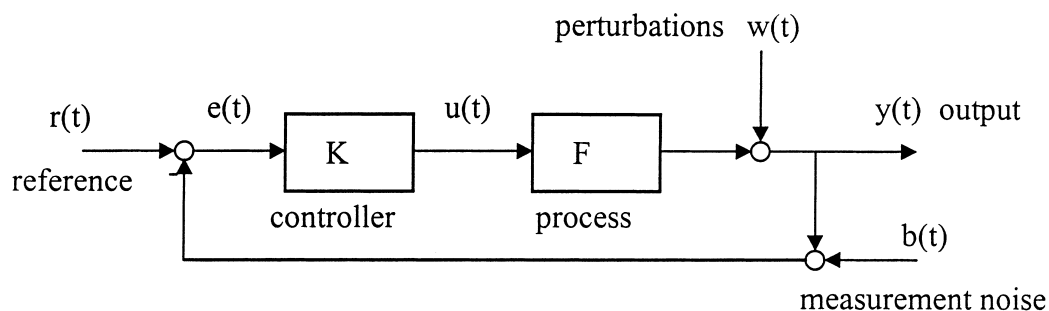 perturbations w(t)
r(t)
e(t)
u(t)
y(t) output
K
F
reference
controller
process
b(t)
measurement noise